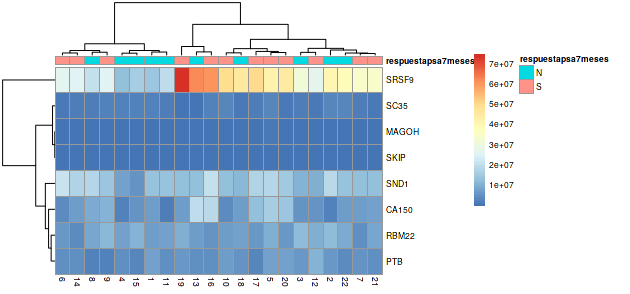 respuestapsa7meses
SRSF9
SC35
MAGOH
SKIP
SND1
CA150
RBM22
PTB
6 14 8 9 4 15 1 11 19 13 16 10 18 17 5 20 3 12 2 22 7 21
7e+07
6e+07
5e+07
4e+07
3e+07
2e+07
1e+07
respuestapsa7meses
N
S